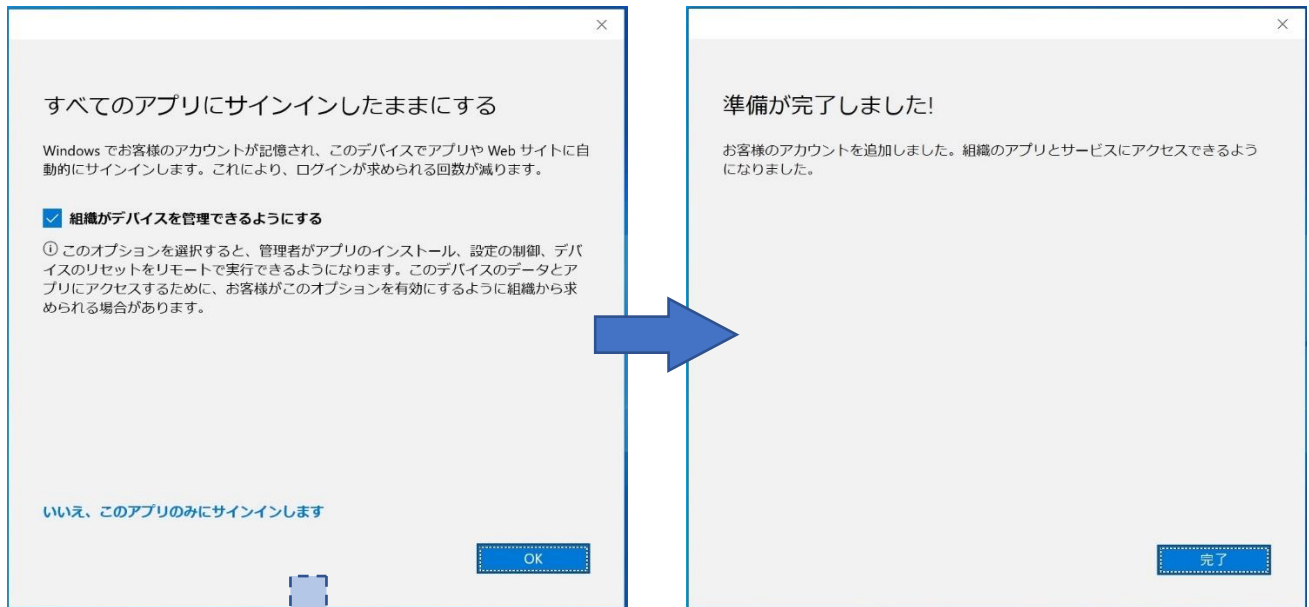 すべてのアプリにサインインしたままにする
Windows でお客様のアカウントが記憶され、このデバイスでアプリや Web サイトに自
動的にサインインします。これにより、ログインが求められる回数が減ります。
組織がデバイスを管理できるようにする
このオプションを選択すると、管理者がアプリのインストール、設定の制御、デバ
イスのリセットをリモートで実行できるようになります。このデバイスのデータとア
プリにアクセスするために、お客様がこのオプションを有効にするように組織から求
められる場合があります。
いいえ、このアプリのみにサインインします
OK
準備が完了しました!
お客様のアカウントを追加しました。組織のアプリとサービスにアクセスできるよう
になりました。
完了